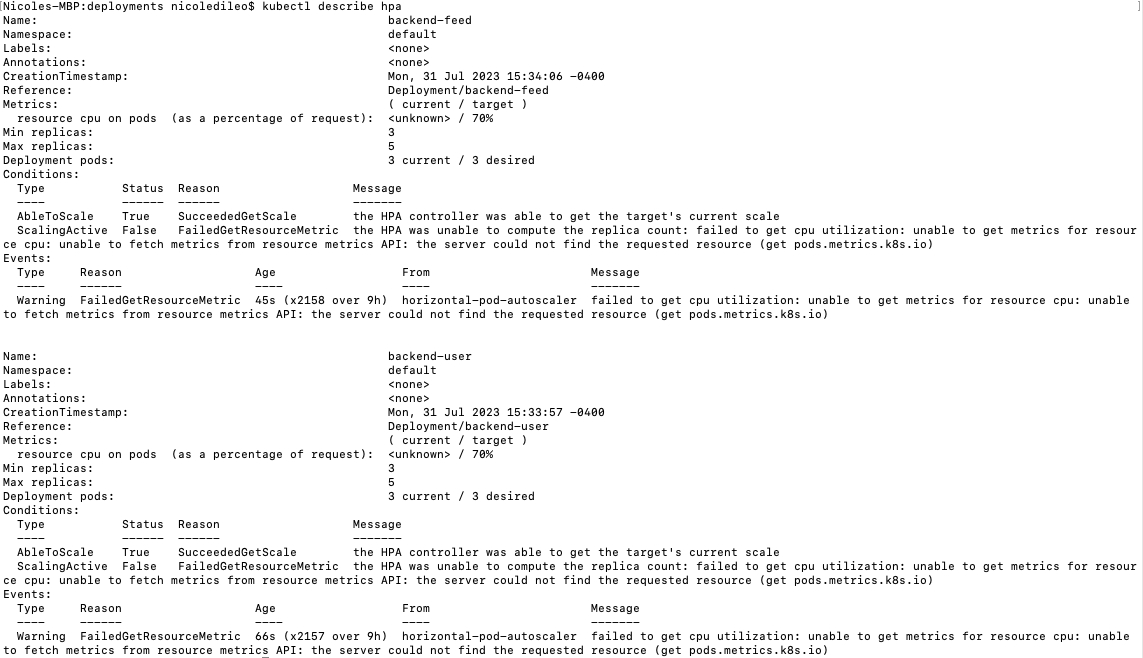 [Nicoles-MBP:deployments nicoledileo$ kubectl describe hpa ]
Name: backend-feed
Namespace: default
Labels: <none>
Annotations: <none>
CreationTimestamp: Mon, 31 Jul 2023 15:34:06 -0400
Reference: Deployment/backend-feed
Metrics: ( current / target )
  resource cpu on pods  (as a percentage of request): <unknown> / 70%
Min replicas: 3
Max replicas: 5
Deployment pods: 3 current / 3 desired
Conditions:
  Type           Status  Reason                   Message
  ----           ------  ------                   -------
  AbleToScale    True    SucceededGetScale        the HPA controller was able to get the target's current scale
  ScalingActive  False   FailedGetResourceMetric  the HPA was unable to compute the replica count: failed to get cpu utilization: unable to get metrics for resour
ce cpu: unable to fetch metrics from resource metrics API: the server could not find the requested resource (get pods.metrics.k8s.io)
Events:
  Type     Reason                   Age                  From                       Message
  ----     ------                   ----                 ----                       -------
  Warning  FailedGetResourceMetric  45s (x2158 over 9h)  horizontal-pod-autoscaler  failed to get cpu utilization: unable to get metrics for resource cpu: unable
to fetch metrics from resource metrics API: the server could not find the requested resource (get pods.metrics.k8s.io)
Name: backend-user
Namespace: default
Labels: <none>
Annotations: <none>
CreationTimestamp: Mon, 31 Jul 2023 15:33:57 -0400
Reference: Deployment/backend-user
Metrics: ( current / target )
  resource cpu on pods  (as a percentage of request): <unknown> / 70%
Min replicas: 3
Max replicas: 5
Deployment pods: 3 current / 3 desired
Conditions:
  Type           Status  Reason                   Message
  ----           ------  ------                   -------
  AbleToScale    True    SucceededGetScale        the HPA controller was able to get the target's current scale
  ScalingActive  False   FailedGetResourceMetric  the HPA was unable to compute the replica count: failed to get cpu utilization: unable to get metrics for resour
ce cpu: unable to fetch metrics from resource metrics API: the server could not find the requested resource (get pods.metrics.k8s.io)
Events:
  Type     Reason                   Age                  From                       Message
  ----     ------                   ----                 ----                       -------
  Warning  FailedGetResourceMetric  66s (x2157 over 9h)  horizontal-pod-autoscaler  failed to get cpu utilization: unable to get metrics for resource cpu: unable
to fetch metrics from resource metrics API: the server could not find the requested resource (get pods.metrics.k8s.io)